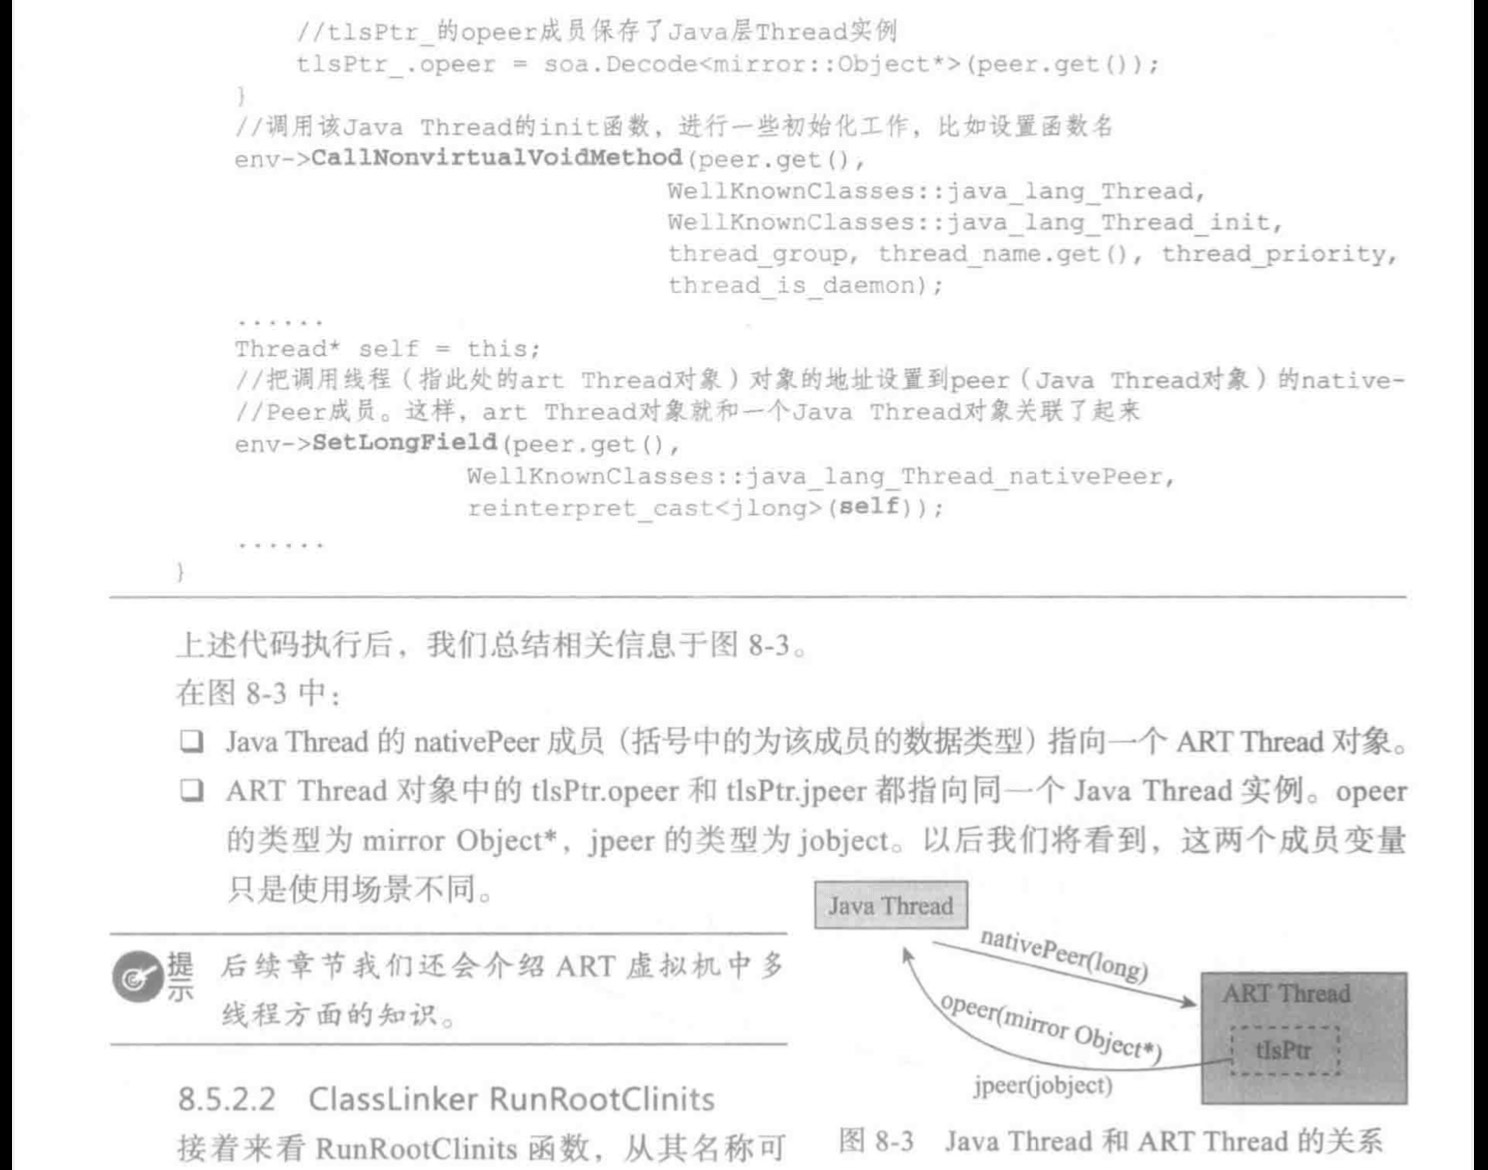 //tlsPtr_的opeer成员保存了Java层Thread实例
tlsPtr_.opeer = soa.Decode<mirror::Object*>(peer.get());
}
//调用该Java Thread的init函数，进行一些初始化工作，比如设置函数名
env->CallNonvirtualVoidMethod(peer.get(),
WellKnownClasses::java_lang_Thread,
WellKnownClasses::java_lang_Thread_init,
thread_group, thread_name.get(), thread_priority,
thread_is_daemon);
......
Thread* self = this;
//把调用线程（指此处的art Thread对象）对象的地址设置到peer（Java Thread对象）的native-
//Peer成员。这样，art Thread对象就和一个Java Thread对象关联了起来
env->SetLongField(peer.get(),
WellKnownClasses::java_lang_Thread_nativePeer,
reinterpret_cast<jlong>(self));
......
}
上述代码执行后，我们总结相关信息于图 8-3。
在图 8-3 中：
❑ Java Thread 的 nativePeer 成员（括号中的为该成员的数据类型）指向一个 ART Thread 对象。
❑ ART Thread 对象中的 tlsPtr.opeer 和 tlsPtr.jpeer 都指向同一个 Java Thread 实例。opeer
的类型为 mirror Object*，jpeer 的类型为 jobject。以后我们将看到，这两个成员变量
只是使用场景不同。
提示 后续章节我们还会介绍 ART 虚拟机中多
线程方面的知识。
8.5.2.2 ClassLinker RunRootClinits
接着来看 RunRootClinits 函数，从其名称可
Java Thread
nativePeer(long)
opeer(mirror Object*)
jpeer(jobject)
ART Thread
tlsPtr
图 8-3 Java Thread 和 ART Thread 的关系